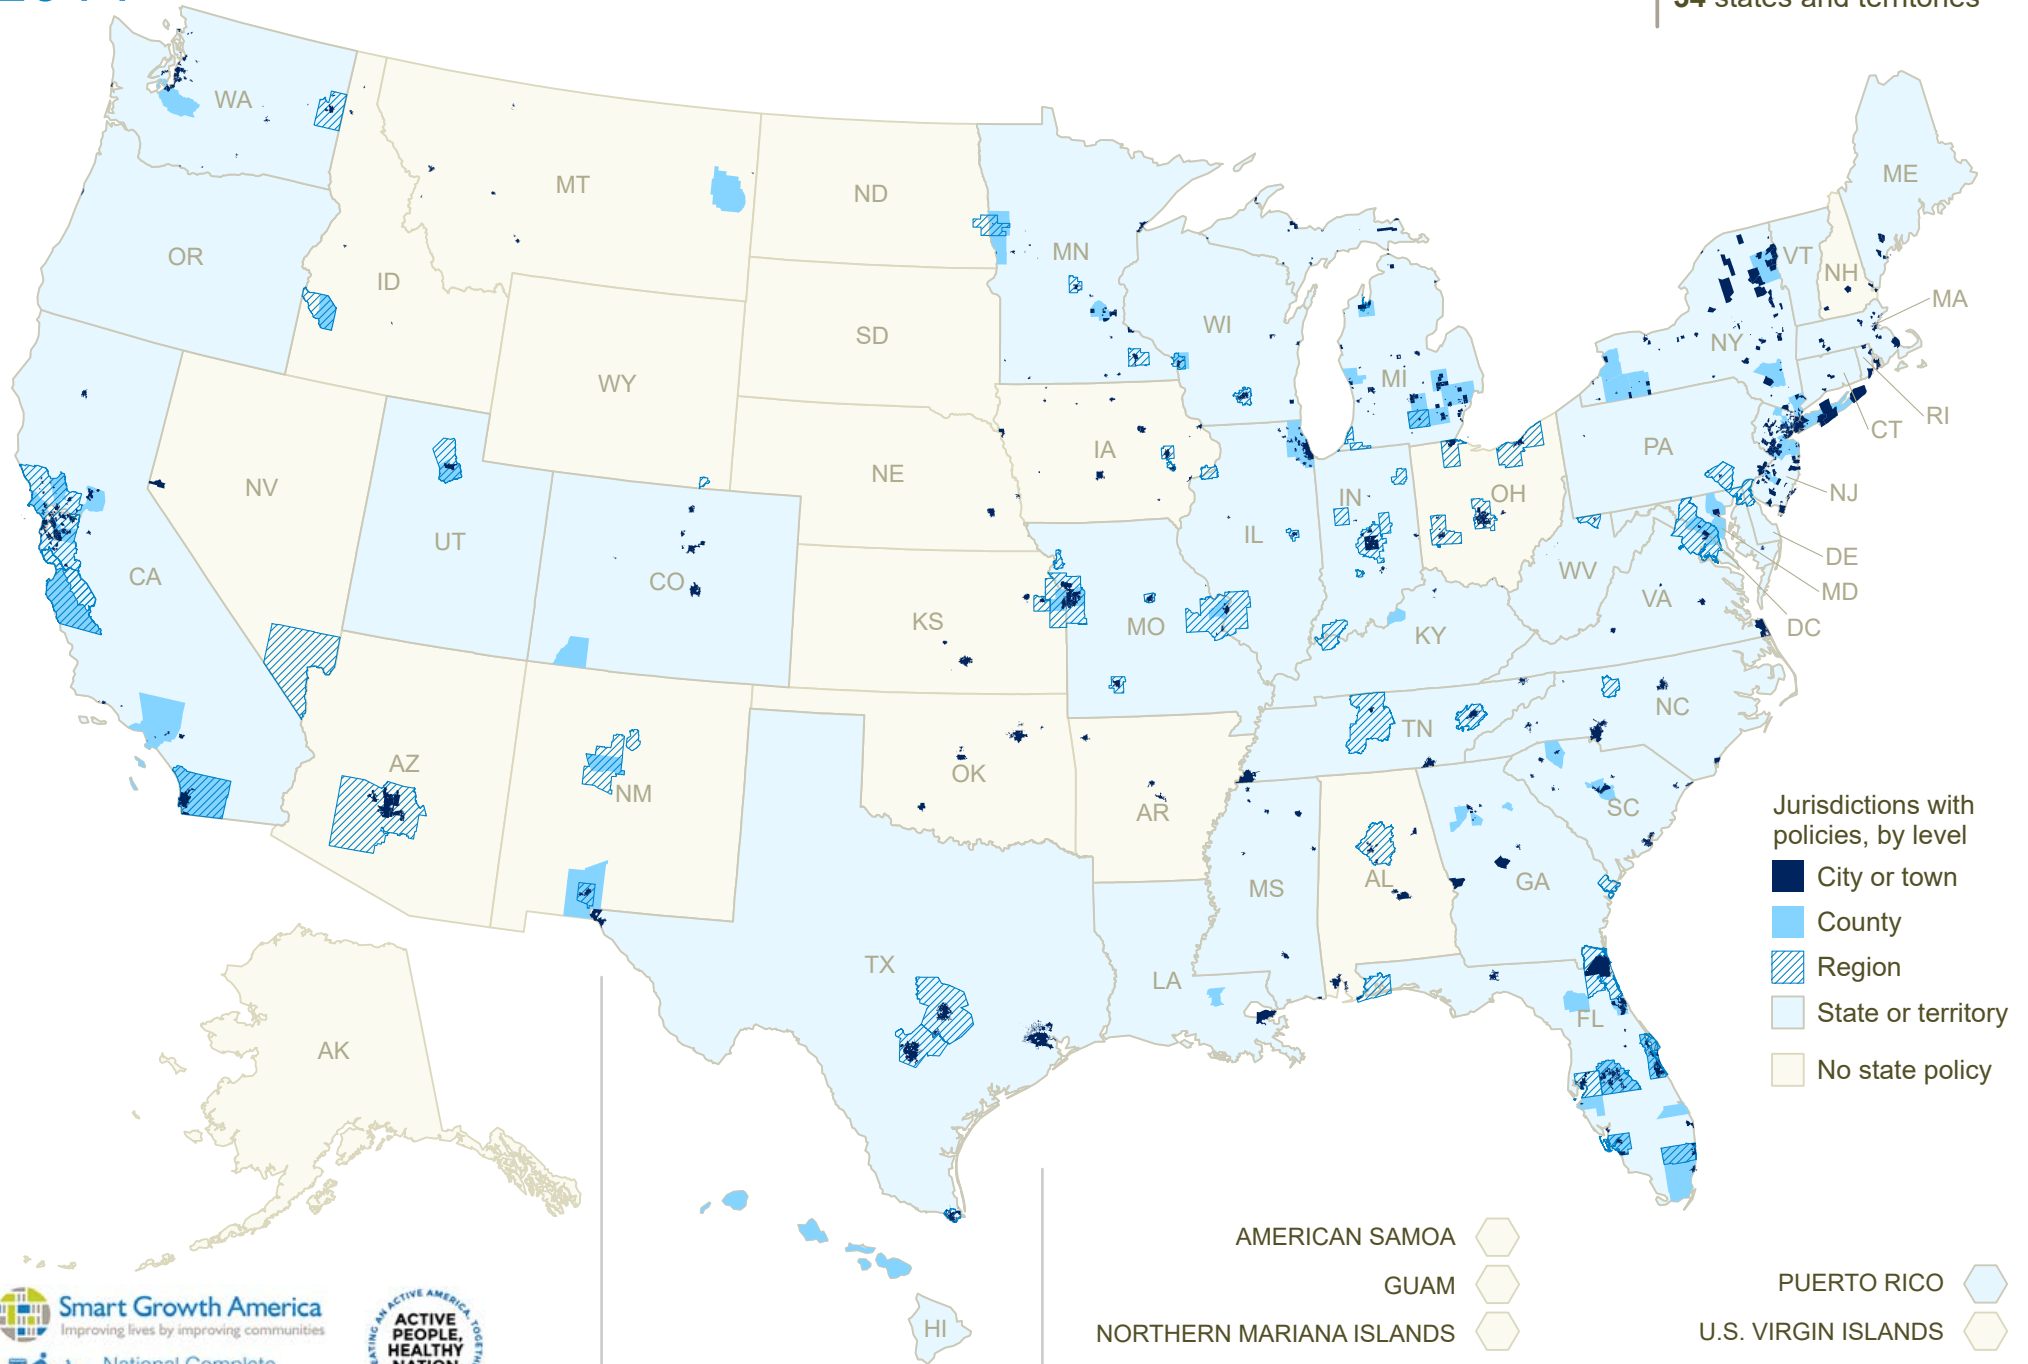 34 states and territories
WA
OR
CA
ID
NV
MT
WY
UT
CO
AZ
NM
ND
SD
NE
KS
OK
TX
MN
IA
MO
AR
LA
WI
IL
MS
MI
IN
KY
TN
AL
OH
WV
VA
NC
SC
GA
FL
PA
NY
VT
NH
ME
MA
RI
CT
NJ
DE
MD
DC
AK
HI
Jurisdictions with
policies, by level
City or town
County
Region
State or territory
No state policy
AMERICAN SAMOA
GUAM
NORTHERN MARIANA ISLANDS
PUERTO RICO
U.S. VIRGIN ISLANDS
Smart Growth America
Improving lives by improving communities
National Complete
ACTIVE
PEOPLE,
HEALTHY
NATION